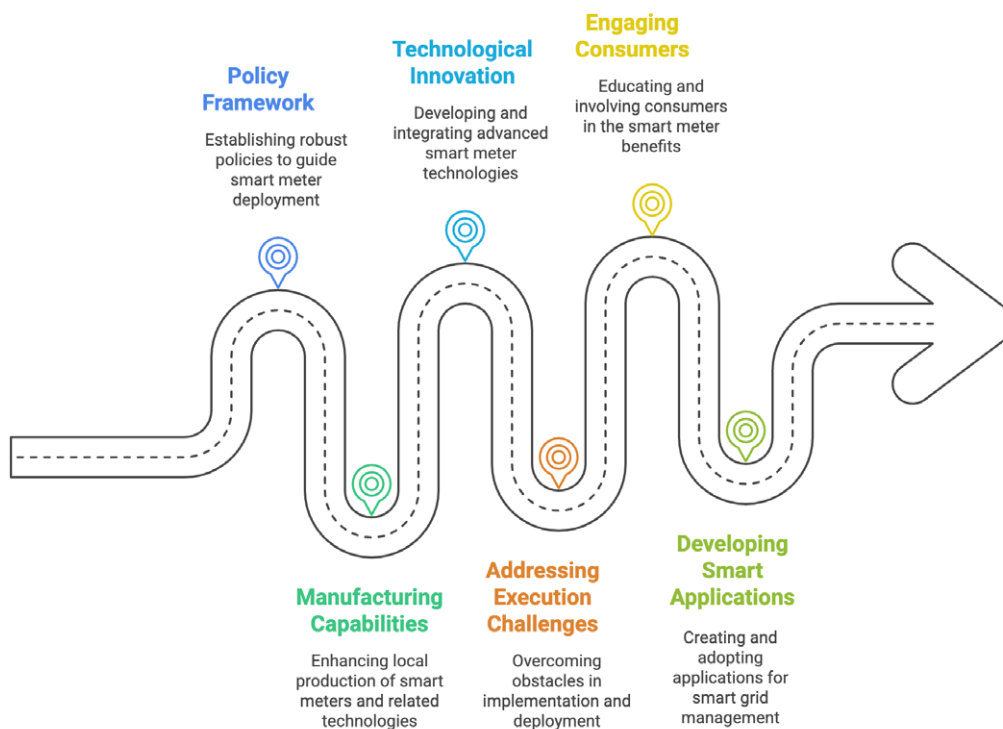 Policy
Framework
Establishing robust
policies to guide
smart meter
deployment
Manufacturing
Capabilities
Enhancing local
production of smart
meters and related
technologies
Technological
Innovation
Developing and
integrating advanced
smart meter
technologies
Addressing
Execution
Challenges
Overcoming
obstacles in
implementation and
deployment
Engaging
Consumers
Educating and
involving consumers
in the smart meter
benefits
Developing
Smart
Applications
Creating and
adopting
applications for
smart grid
management